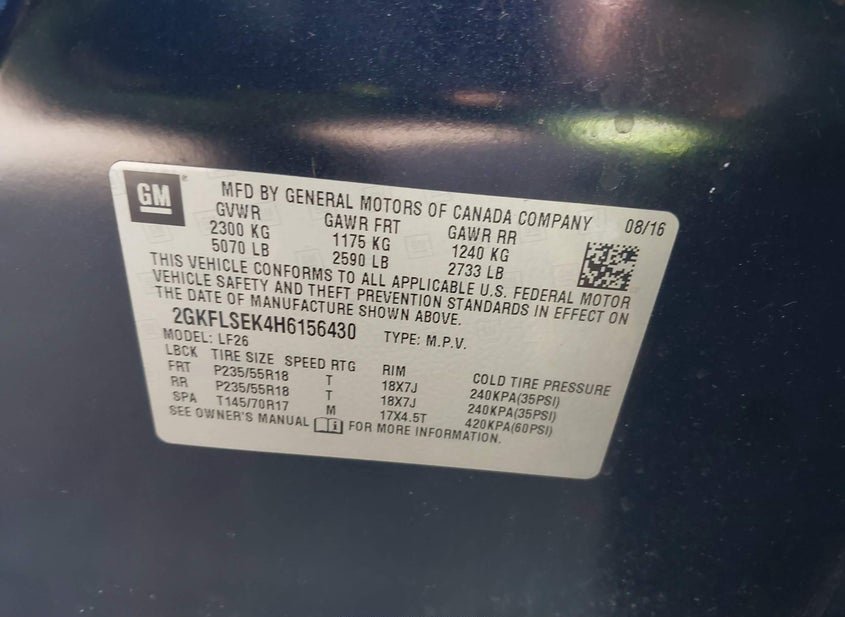 GM MFD BY GENERAL MOTORS OF CANADA COMPANY 08/16
GVWR GAWR FRT GAWR RR
2300 KG 1175 KG 1240 KG
5070 LB 2590 LB 2733 LB
THIS VEHICLE CONFORMS TO ALL APPLICABLE U.S. FEDERAL MOTOR
VEHICLE SAFETY AND THEFT PREVENTION STANDARDS IN EFFECT ON
THE DATE OF MANUFACTURE SHOWN ABOVE.
2GKFLSEK4H6156430 TYPE: M.P.V.
MODEL: LF26
LBCK TIRE SIZE SPEED RTG RIM COLD TIRE PRESSURE
FRT P235/55R18 T 18X7J 240KPA(35PSI)
RR P235/55R18 T 18X7J 240KPA(35PSI)
SPA T145/70R17 M 17X4.5T 420KPA(60PSI)
SEE OWNER'S MANUAL FOR MORE INFORMATION.